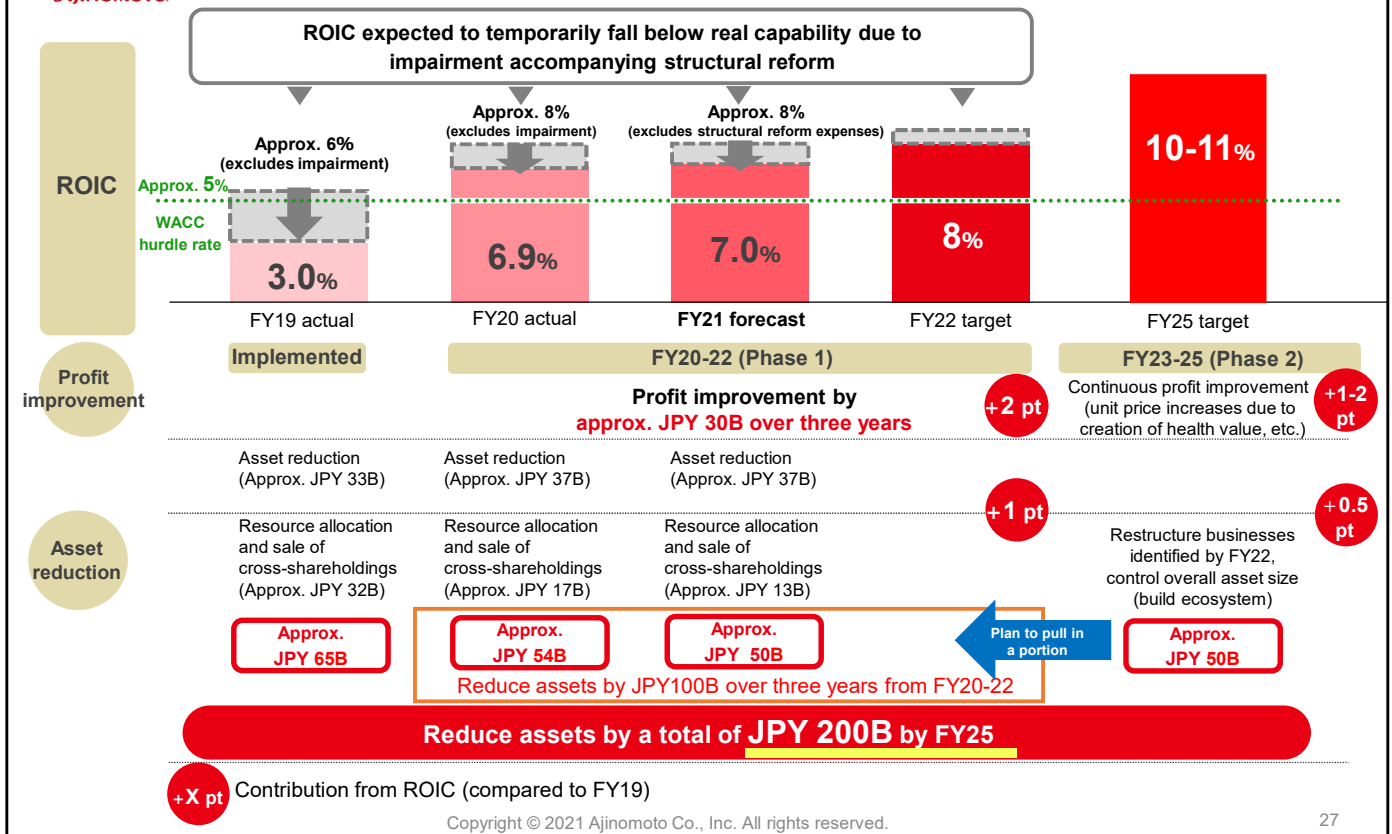 ROIC expected to temporarily fall below real capability due to
impairment accompanying structural reform
ROIC
Approx. 6%
(excludes impairment)
Approx. 8%
(excludes impairment)
Approx. 8%
(excludes structural reform expenses)
Approx. 5%
WACC
hurdle rate
3.0%
6.9%
7.0%
8%
10-11%
FY19 actual
FY20 actual
FY21 forecast
FY22 target
FY25 target
Implemented
FY20-22 (Phase 1)
FY23-25 (Phase 2)
Profit
improvement
Profit improvement by
approx. JPY 30B over three years
+2 pt
Continuous profit improvement
(unit price increases due to
creation of health value, etc.)
+1-2
pt
Asset reduction
(Approx. JPY 33B)
Asset reduction
(Approx. JPY 37B)
Asset reduction
(Approx. JPY 37B)
+1 pt
+0.5
pt
Asset
reduction
Resource allocation
and sale of
cross-shareholdings
(Approx. JPY 32B)
Resource allocation
and sale of
cross-shareholdings
(Approx. JPY 17B)
Resource allocation
and sale of
cross-shareholdings
(Approx. JPY 13B)
Restructure businesses
identified by FY22,
control overall asset size
(build ecosystem)
Approx.
JPY 65B
Approx.
JPY 54B
Approx.
JPY 50B
Plan to pull in
a portion
Approx.
JPY 50B
Reduce assets by JPY100B over three years from FY20-22
Reduce assets by a total of JPY 200B by FY25
+X pt
Contribution from ROIC (compared to FY19)
Copyright © 2021 Ajinomoto Co., Inc. All rights reserved.
27